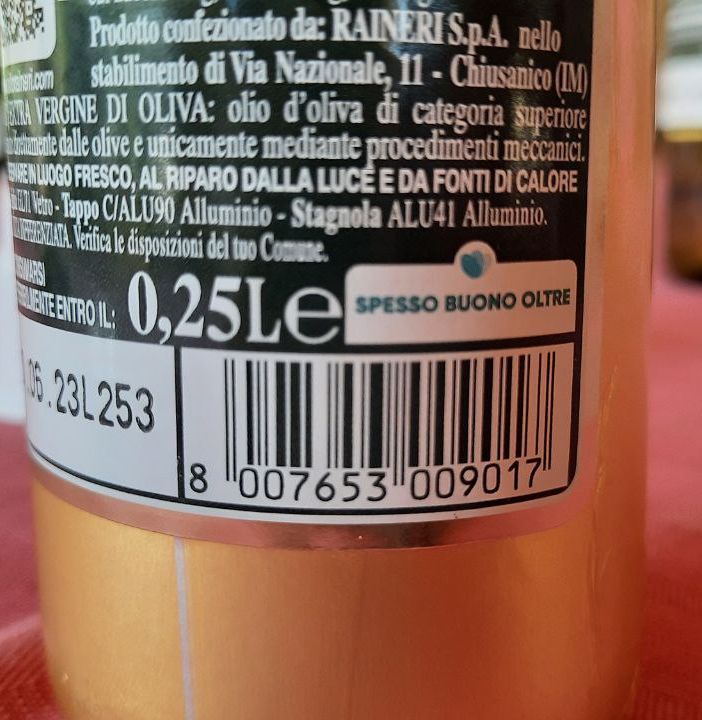 Prodotto confezionato da: RAINERI S.p.A. nello
raineri.com stabilimento di Via Nazionale, 11 - Chiusanico (IM)
EXTRA VERGINE DI OLIVA: olio d'oliva di categoria superiore
direttamente dalle olive e unicamente mediante procedimenti meccanici.
IN LUOGO FRESCO, AL RIPARO DALLA LUCE E DA FONTI DI CALORE
Vetro - Tappo C/ALU90 Alluminio - Stagnola ALU41 Alluminio.
Verifica le disposizioni del tuo Comune.
ENTRO IL: 0,25L e
SPESSO BUONO OLTRE
06.23L253
8 007653 009017